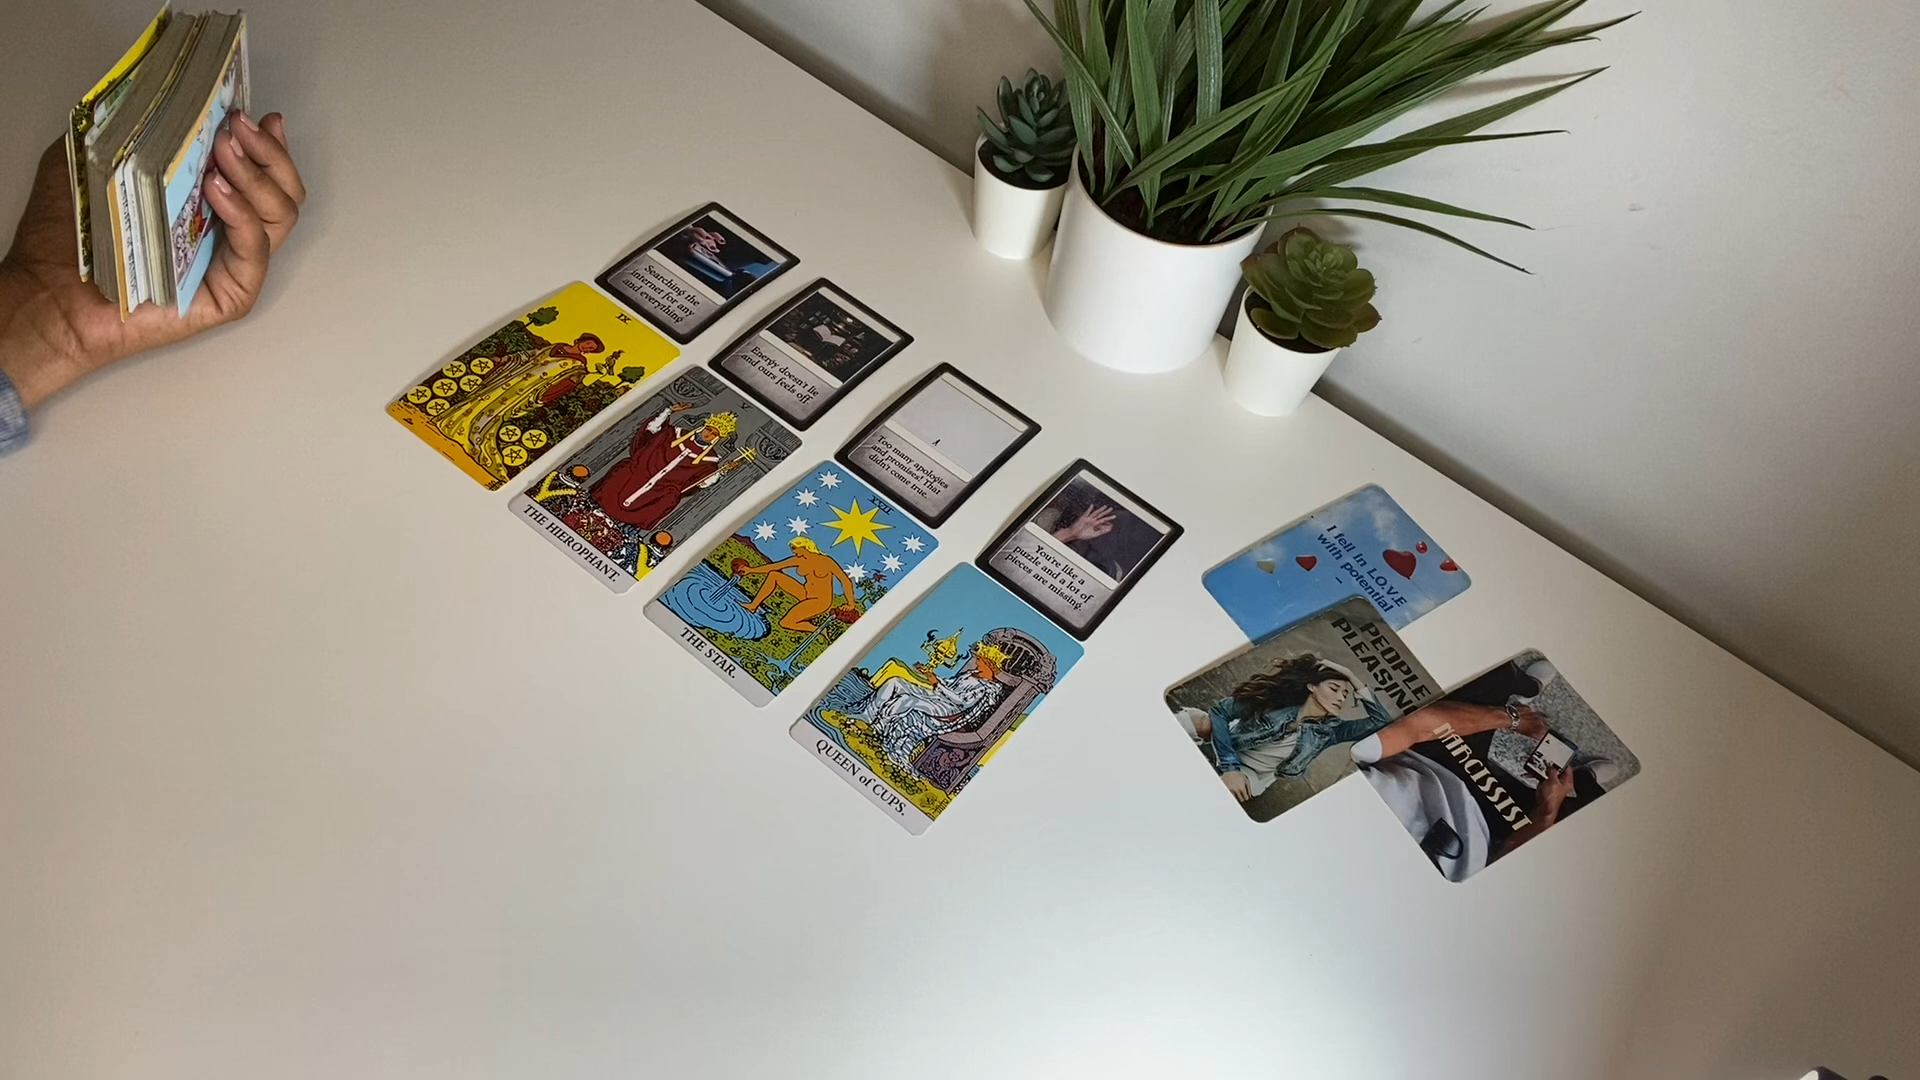 Searching the
internet for any
and everything
Energy doesn't lie
and ours feels off.
Too many apologies
and promises! That
didn't come true.
You're like a
puzzle and a lot of
pieces are missing.
IX
V
THE HIEROPHANT.
XVII
THE STAR.
QUEEN of CUPS.
I fell in L.O.V.E
with potential
PEOPLE
PLEASING
NARCISSIST